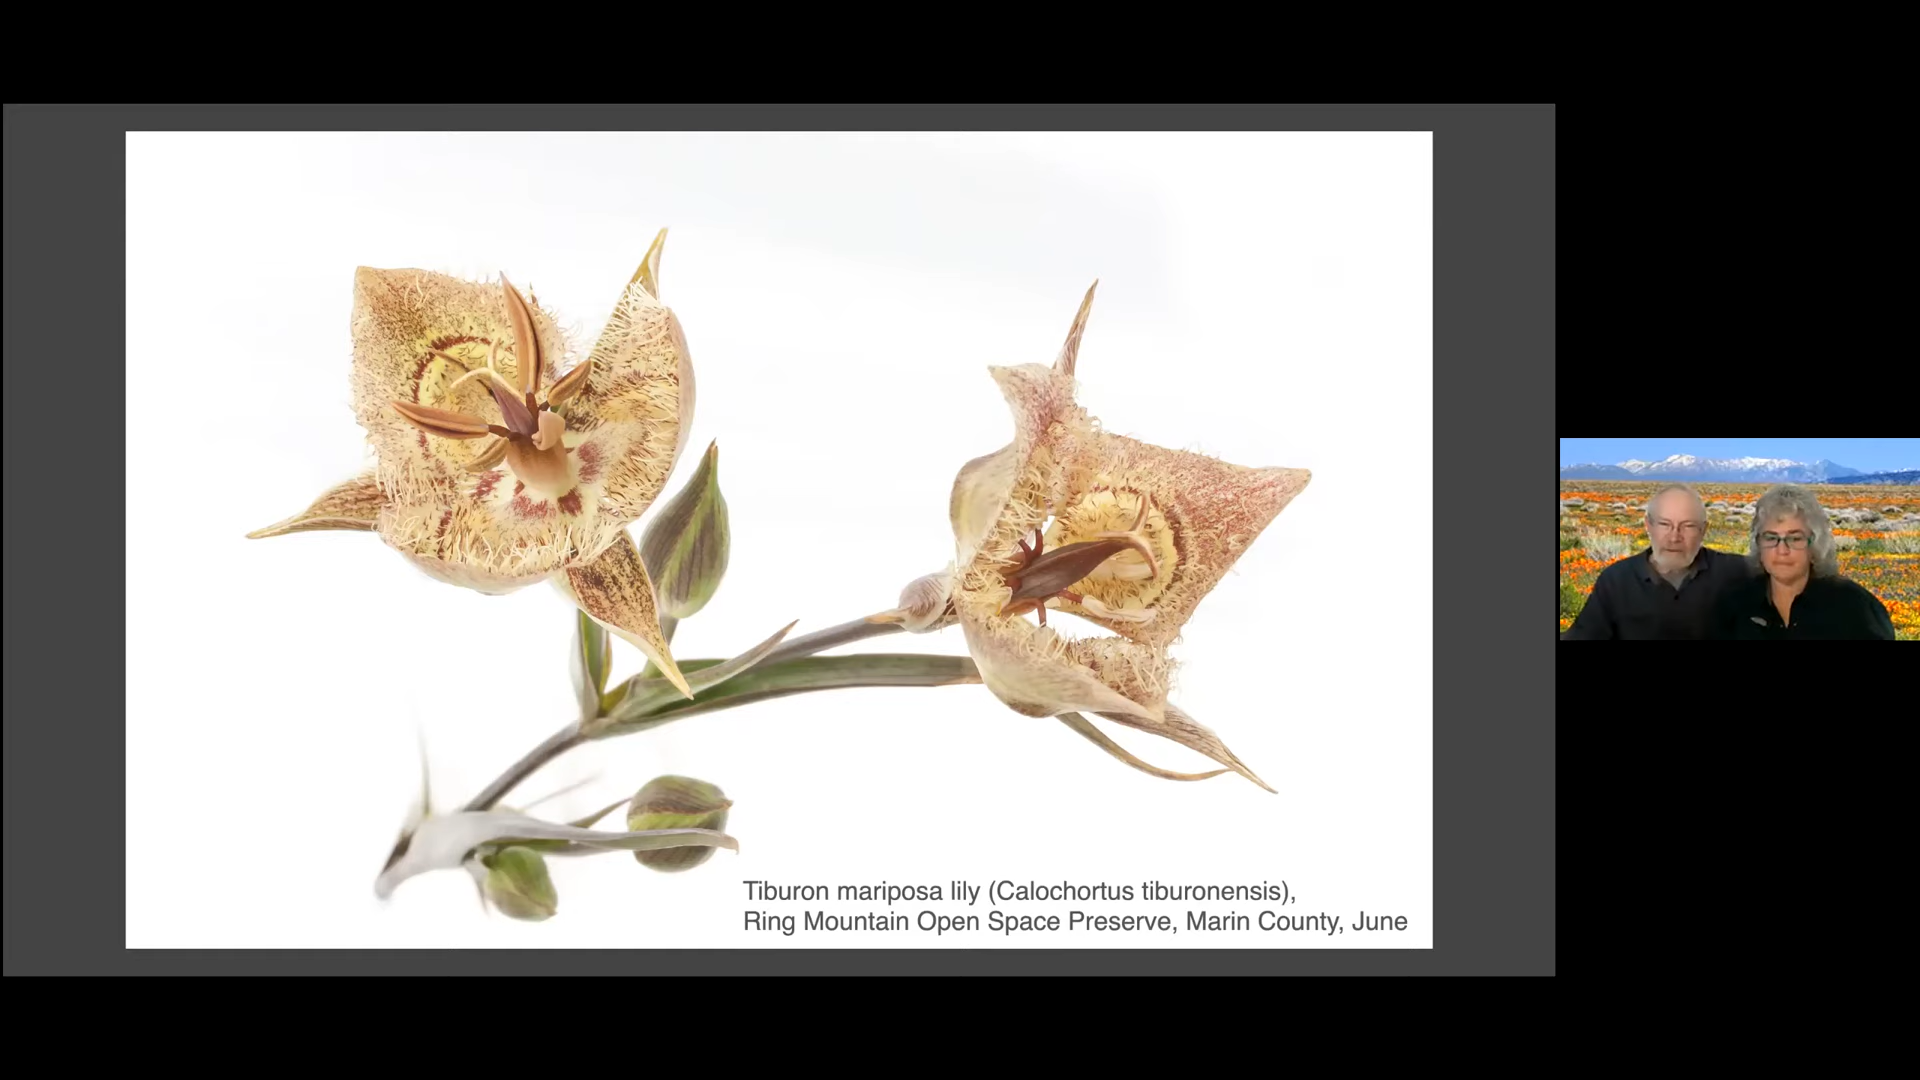 Tiburon mariposa lily (Calochortus tiburonensis),
Ring Mountain Open Space Preserve, Marin County, June